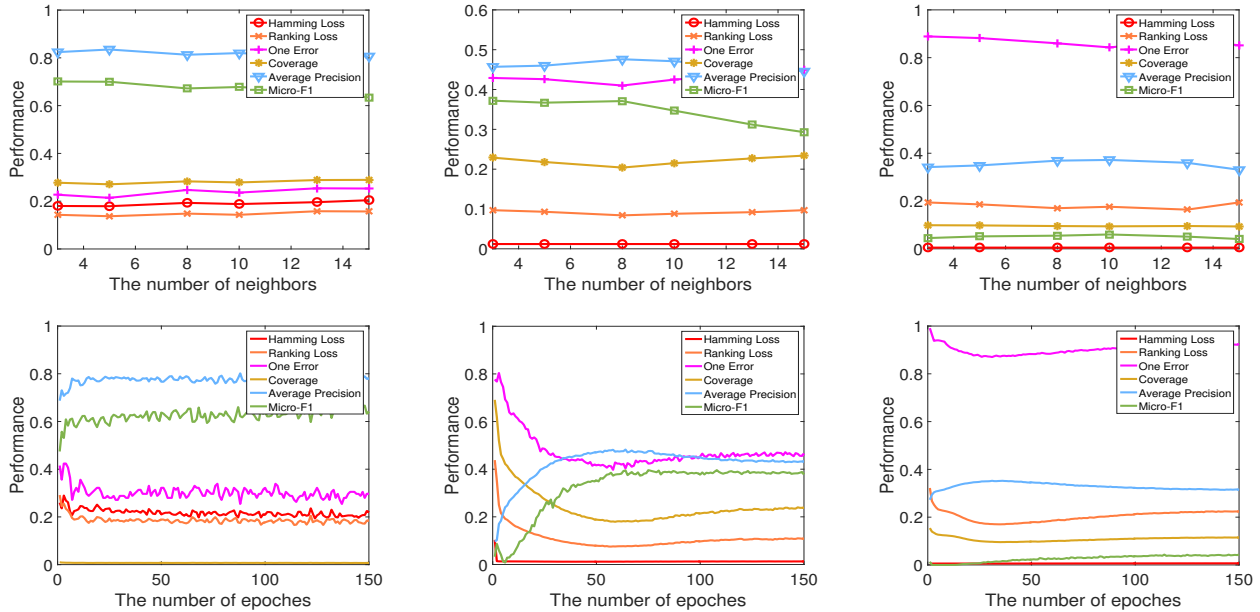 1
0.8
0.6
0.4
0.2
0
4
6
8
10
12
14
Performance
The number of neighbors
Hamming Loss
Ranking Loss
One Error
Coverage
Average Precision
Micro-F1
0.6
0.5
0.4
0.3
0.2
0.1
0
4
6
8
10
12
14
Performance
The number of neighbors
Hamming Loss
Ranking Loss
One Error
Coverage
Average Precision
Micro-F1
1
0.8
0.6
0.4
0.2
0
4
6
8
10
12
14
Performance
The number of neighbors
Hamming Loss
Ranking Loss
One Error
Coverage
Average Precision
Micro-F1
1
0.8
0.6
0.4
0.2
0
0
50
100
150
Performance
The number of epoches
Hamming Loss
Ranking Loss
One Error
Coverage
Average Precision
Micro-F1
1
0.8
0.6
0.4
0.2
0
0
50
100
150
Performance
The number of epoches
Hamming Loss
Ranking Loss
One Error
Coverage
Average Precision
Micro-F1
1
0.8
0.6
0.4
0.2
0
0
50
100
150
Performance
The number of epoches
Hamming Loss
Ranking Loss
One Error
Coverage
Average Precision
Micro-F1